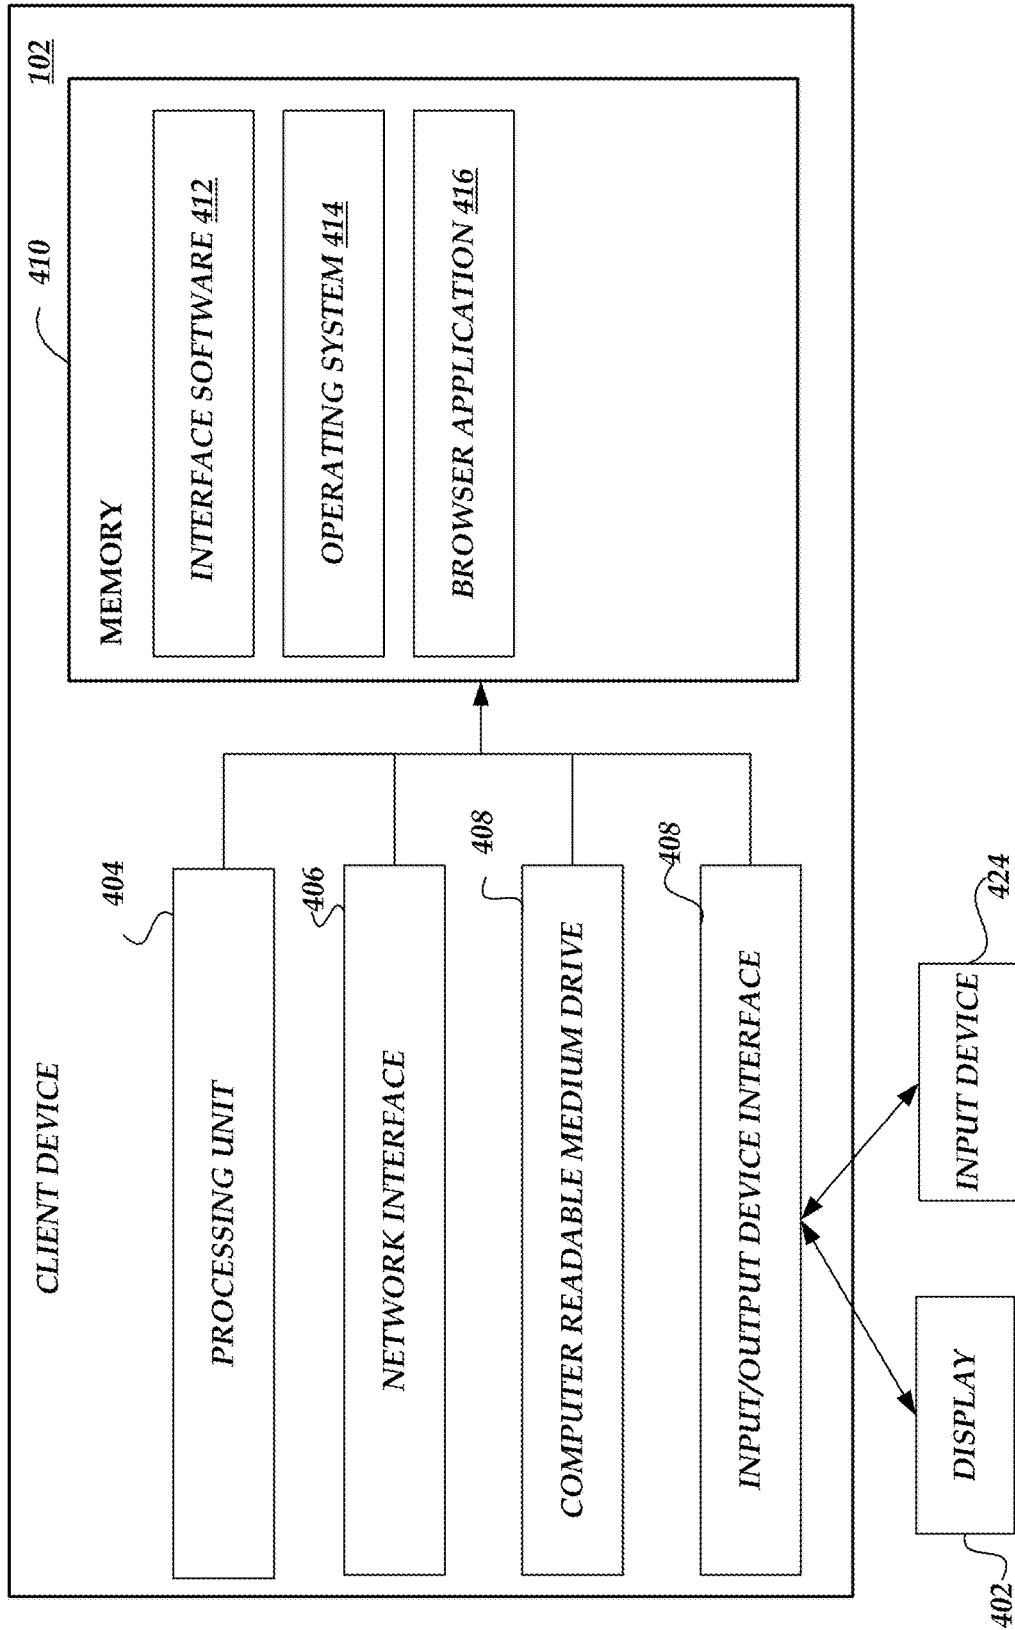 CLIENT DEVICE
102
404
PROCESSING UNIT
406
NETWORK INTERFACE
408
COMPUTER READABLE MEDIUM DRIVE
408
INPUT/OUTPUT DEVICE INTERFACE
410
MEMORY
INTERFACE SOFTWARE 412
OPERATING SYSTEM 414
BROWSER APPLICATION 416
402
DISPLAY
INPUT DEVICE
424